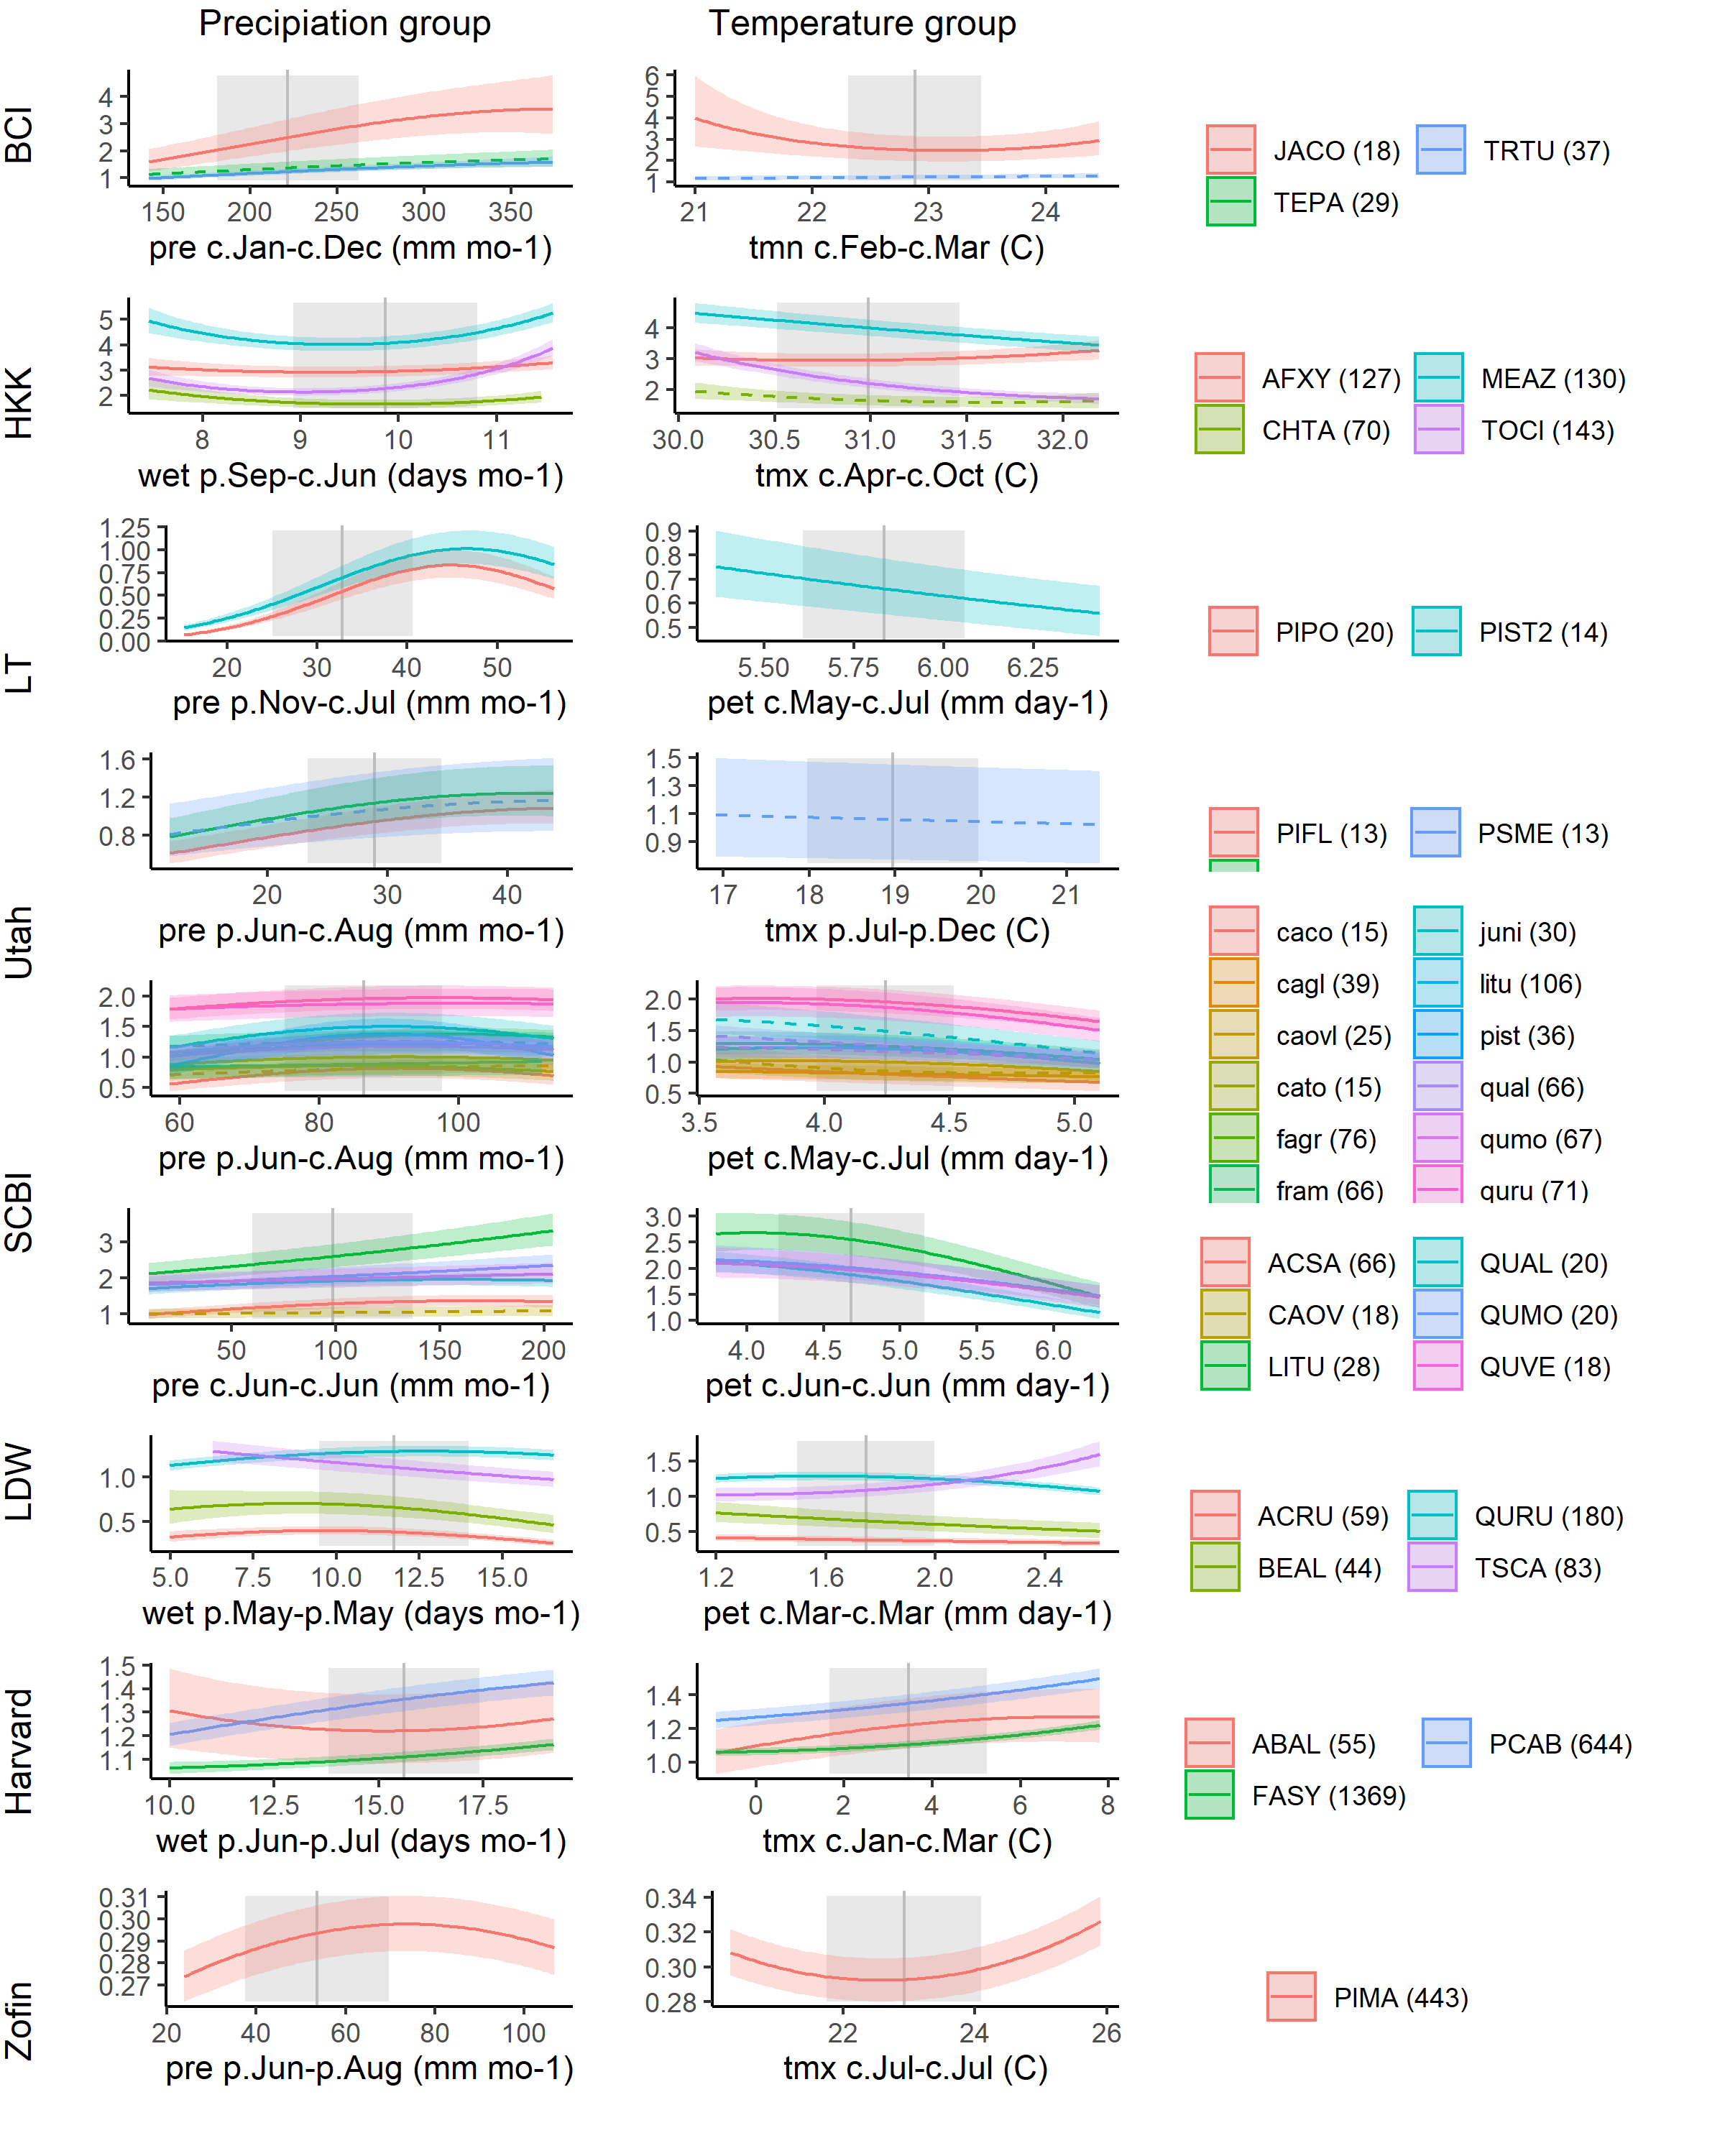 Precipiation group Temperature group
BCI
4
3
2
1
150 200 250 300 350
pre c.Jan-c.Dec (mm mo-1)
6
5
4
3
2
1
21 22 23 24
tmn c.Feb-c.Mar (C)
JACO (18) TRTU (37)
TEPA (29)
HKK
5
4
3
2
8 9 10 11
wet p.Sep-c.Jun (days mo-1)
4
3
2
30.0 30.5 31.0 31.5 32.0
tmx c.Apr-c.Oct (C)
AFXY (127) MEAZ (130)
CHTA (70) TOCI (143)
LT
1.25
1.00
0.75
0.50
0.25
0.00
20 30 40 50
pre p.Nov-c.Jul (mm mo-1)
0.9
0.8
0.7
0.6
0.5
5.50 5.75 6.00 6.25
pet c.May-c.Jul (mm day-1)
PIPO (20) PIST2 (14)
Utah
1.6
1.2
0.8
20 30 40
pre p.Jun-c.Aug (mm mo-1)
1.5
1.3
1.1
0.9
17 18 19 20 21
tmx p.Jul-p.Dec (C)
PIFL (13) PSME (13)
SCBI
2.0
1.5
1.0
0.5
60 80 100
pre p.Jun-c.Aug (mm mo-1)
2.0
1.5
1.0
0.5
3.5 4.0 4.5 5.0
pet c.May-c.Jul (mm day-1)
caco (15) juni (30)
cagl (39) litu (106)
caovl (25) pist (36)
cato (15) qual (66)
fagr (76) qumo (67)
fram (66) quru (71)
LDW
3
2
1
50 100 150 200
pre c.Jun-c.Jun (mm mo-1)
3.0
2.5
2.0
1.5
1.0
4.0 4.5 5.0 5.5 6.0
pet c.Jun-c.Jun (mm day-1)
ACSA (66) QUAL (20)
CAOV (18) QUMO (20)
LITU (28) QUVE (18)
Harvard
1.0
0.5
5.0 7.5 10.0 12.5 15.0
wet p.May-p.May (days mo-1)
1.5
1.0
0.5
1.2 1.6 2.0 2.4
pet c.Mar-c.Mar (mm day-1)
ACRU (59) QURU (180)
BEAL (44) TSCA (83)
Zofin
1.5
1.4
1.3
1.2
1.1
10.0 12.5 15.0 17.5
wet p.Jun-p.Jul (days mo-1)
1.4
1.2
1.0
0 2 4 6 8
tmx c.Jan-c.Mar (C)
ABAL (55) PCAB (644)
FASY (1369)
0.31
0.30
0.29
0.28
0.27
20 40 60 80 100
pre p.Jun-p.Aug (mm mo-1)
0.34
0.32
0.30
0.28
22 24 26
tmx c.Jul-c.Jul (C)
PIMA (443)